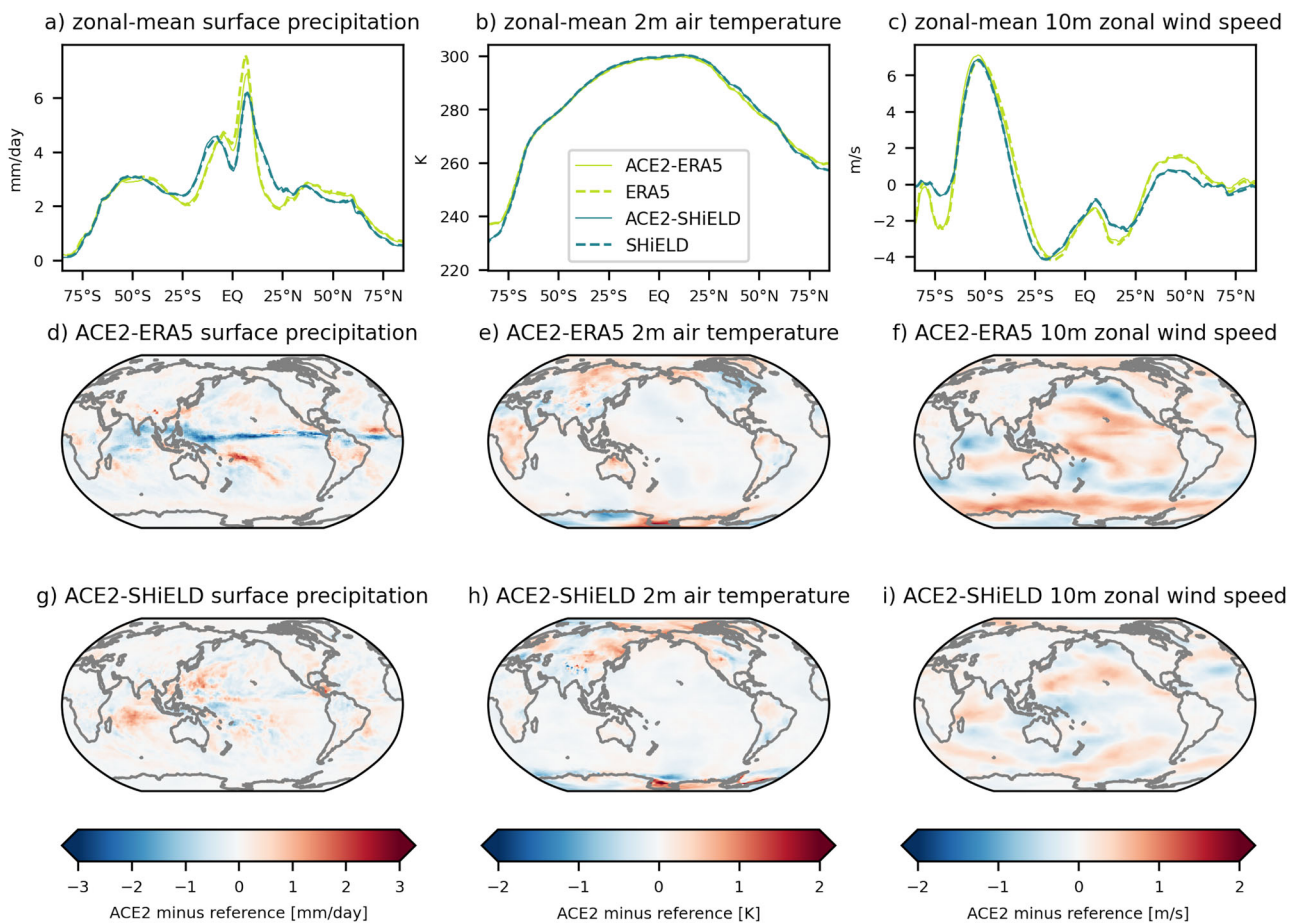 a) zonal-mean surface precipitation
b) zonal-mean 2m air temperature
c) zonal-mean 10m zonal wind speed
mm/day
6
4
2
0
75°S 50°S 25°S EQ 25°N 50°N 75°N
K
300
280
260
240
220
75°S 50°S 25°S EQ 25°N 50°N 75°N
ACE2-ERA5
ERA5
ACE2-SHiELD
SHiELD
m/s
6
4
2
0
−2
−4
75°S 50°S 25°S EQ 25°N 50°N 75°N
d) ACE2-ERA5 surface precipitation
e) ACE2-ERA5 2m air temperature
f) ACE2-ERA5 10m zonal wind speed
g) ACE2-SHiELD surface precipitation
h) ACE2-SHiELD 2m air temperature
i) ACE2-SHiELD 10m zonal wind speed
−3 −2 −1 0 1 2 3
ACE2 minus reference [mm/day]
−2 −1 0 1 2
ACE2 minus reference [K]
−2 −1 0 1 2
ACE2 minus reference [m/s]